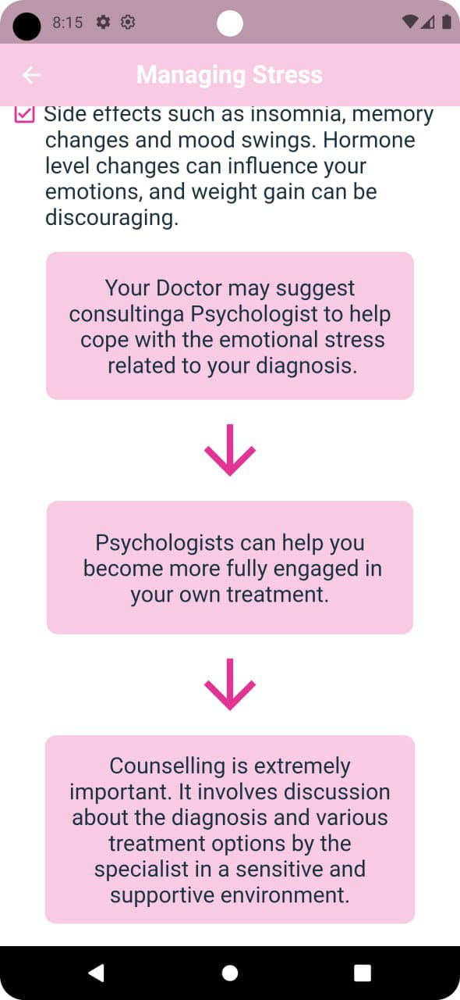 8:15
Managing Stress
Side effects such as insomnia, memory
changes and mood swings. Hormone
level changes can influence your
emotions, and weight gain can be
discouraging.
Your Doctor may suggest
consultinga Psychologist to help
cope with the emotional stress
related to your diagnosis.
Psychologists can help you
become more fully engaged in
your own treatment.
Counselling is extremely
important. It involves discussion
about the diagnosis and various
treatment options by the
specialist in a sensitive and
supportive environment.